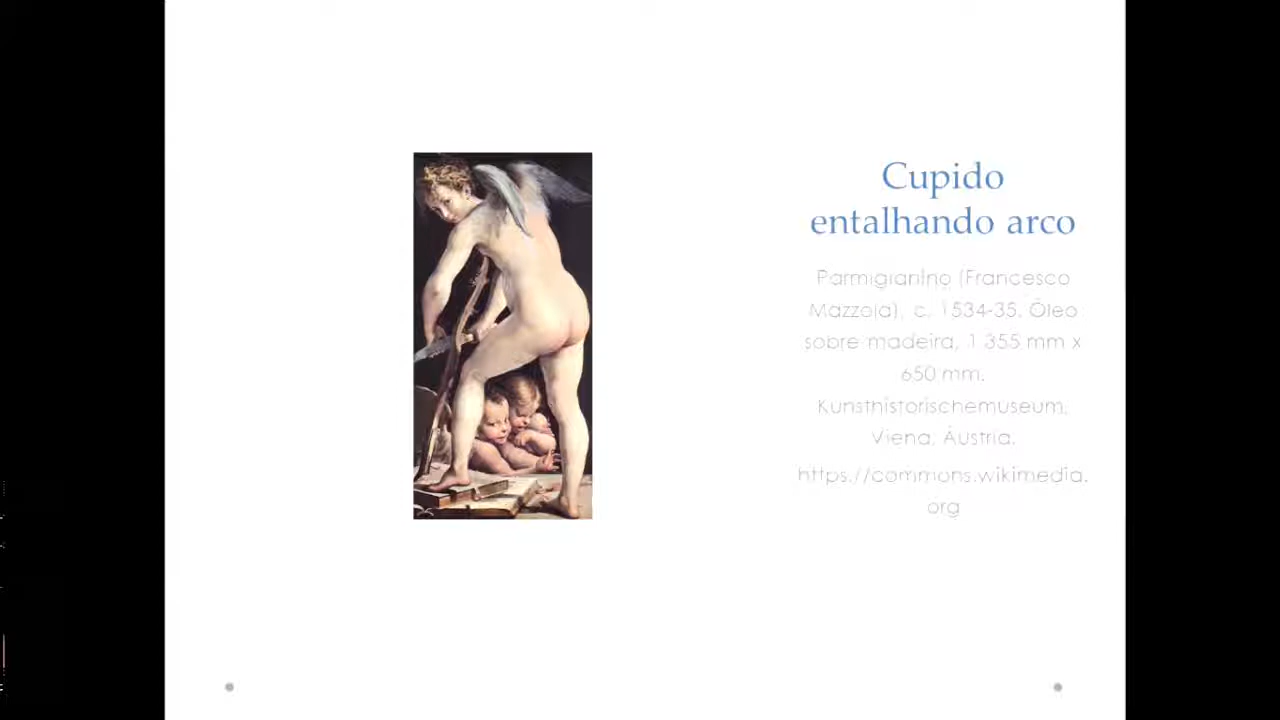 Cupido
entalhando arco
Parmigianino (Francesco
Mazzola), c. 1534-35. Óleo
sobre madeira, 1 355 mm x
650 mm.
Kunsthistorischemuseum,
Viena, Áustria.
https://commons.wikimedia.
org